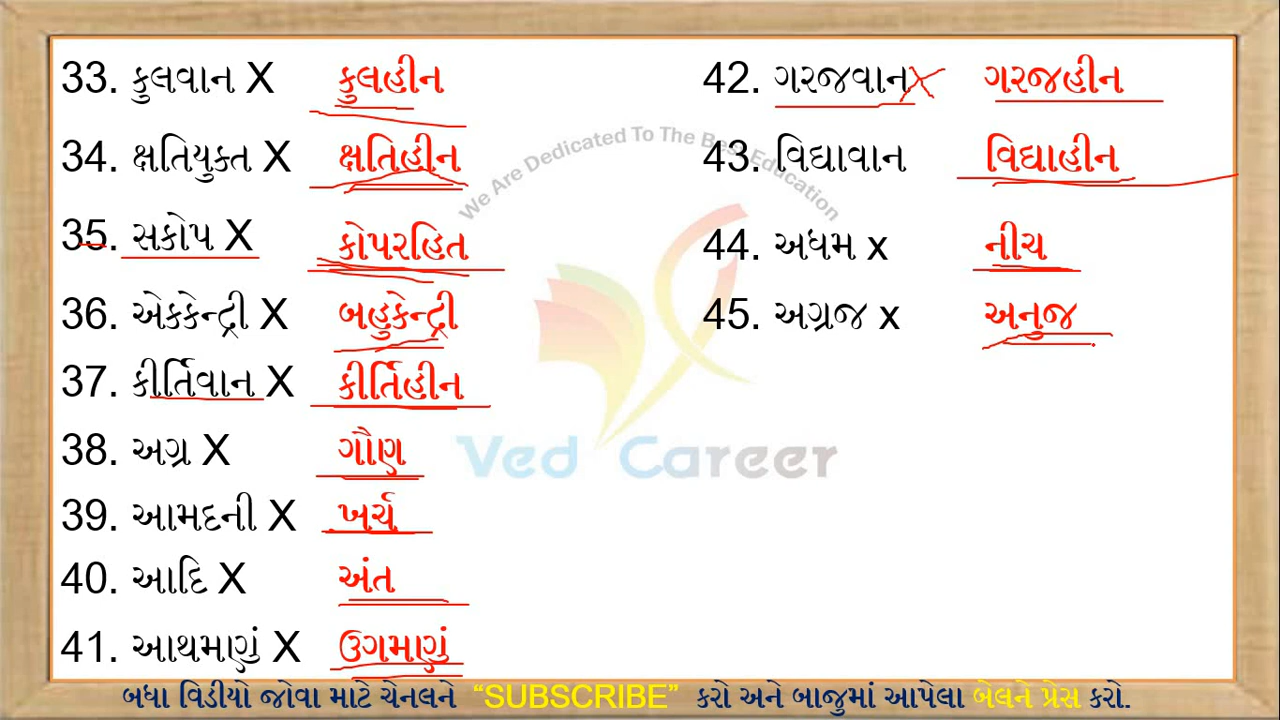 33. કુલવાન X કુલહીન
34. ક્ષતિયુક્ત X ક્ષતિહીન
35. સકોપ X કોપરહિત
36. એકકેન્દ્રી X બહુકેન્દ્રી
37. કીર્તિવાન X કીર્તિહીન
38. અગ્ર X ગૌણ
39. આમદની X ખર્ચ
40. આદિ X અંત
41. આથમણું X ઉગમણું
42. ગરજવાન X ગરજહીન
43. વિદ્યાવાન વિદ્યાહીન
44. અધમ x નીચ
45. અગ્રજ x અનુજ
We Are Dedicated To The Best Education
Ved Career
બધા વિડીયો જોવા માટે ચેનલને “SUBSCRIBE” કરો અને બાજુમાં આપેલા બેલને પ્રેસ કરો.